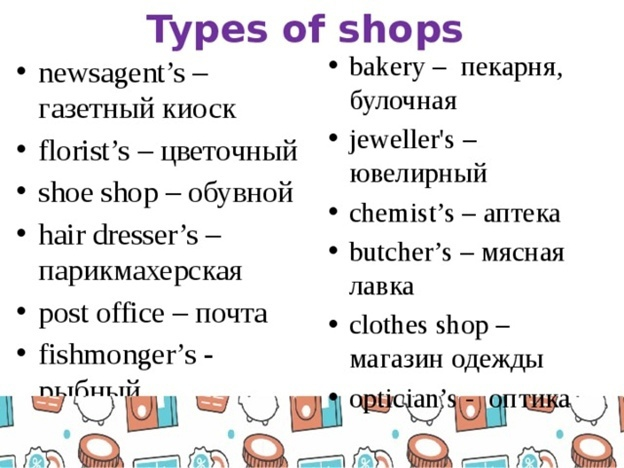 Types of shops
• newsagent’s –
газетный киоск
• florist’s – цветочный
• shoe shop – обувной
• hair dresser’s –
парикмахерская
• post office – почта
• fishmonger’s -
рыбный
• bakery – пекарня,
булочная
• jeweller's –
ювелирный
• chemist’s – аптека
• butcher’s – мясная
лавка
• clothes shop –
магазин одежды
• optician’s - оптика